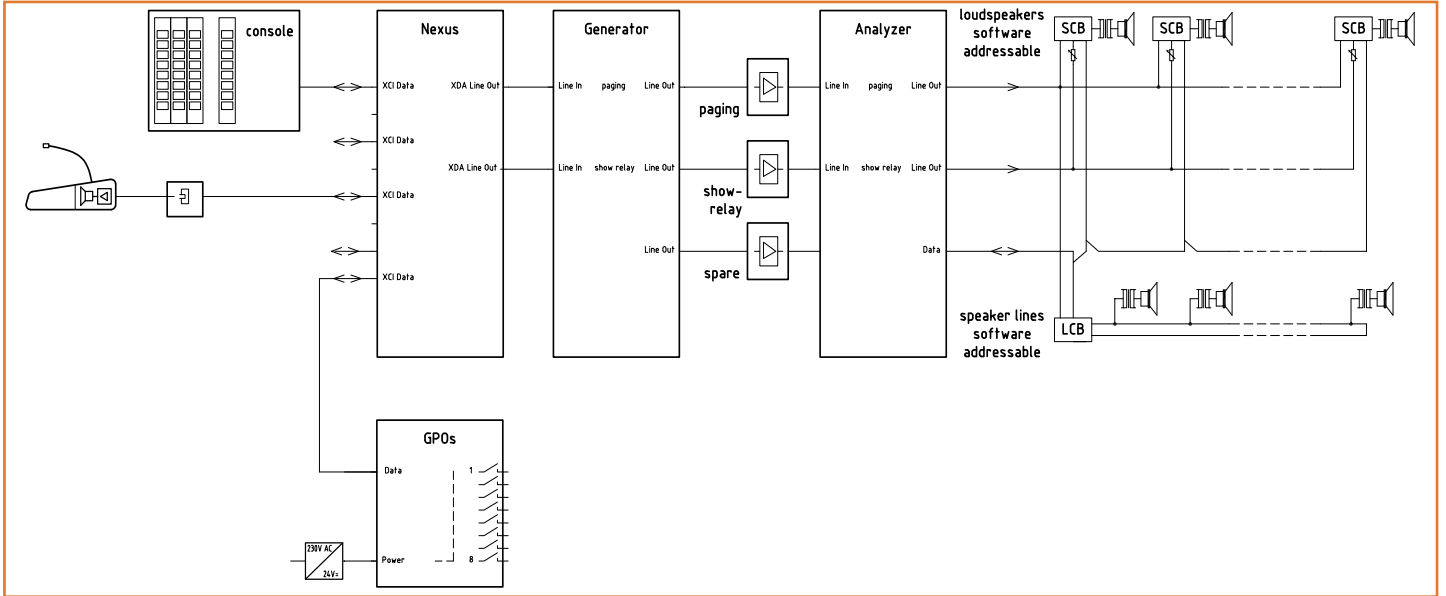 console
Nexus
Generator
Analyzer
loudspeakers
software
addressable
SCB
SCB
SCB
XCI Data
XDA Line Out
Line In
paging
Line Out
paging
Line In
paging
Line Out
XCI Data
XDA Line Out
Line In
show relay
Line Out
show-
relay
Line In
show relay
Line Out
XCI Data
Line Out
spare
Data
XCI Data
speaker lines
software
addressable
LCB
GPOs
Data
1
230V AC
24V=
Power
8